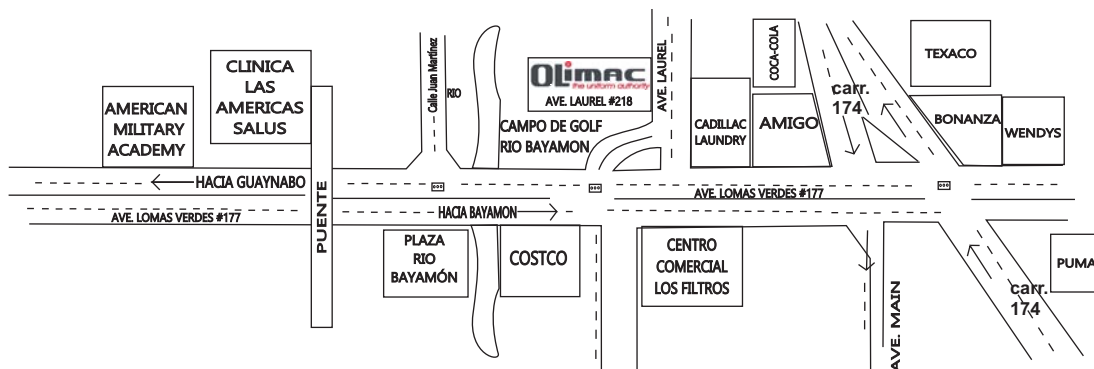 AMERICAN
MILITARY
ACADEMY
CLINICA
LAS
AMERICAS
SALUS
PUENTE
HACIA GUAYNABO
AVE. LOMAS VERDES #177
HACIA BAYAMON
Calle Juan Martínez
RIO
PLAZA
RIO
BAYAMÓN
COSTCO
OLimac
the uniform authority
AVE. LAUREL #218
CAMPO DE GOLF
RIO BAYAMON
AVE. LAUREL
CADILLAC
LAUNDRY
COCA-COLA
AMIGO
carr.
174
TEXACO
BONANZA
WENDYS
AVE. LOMAS VERDES #177
CENTRO
COMERCIAL
LOS FILTROS
AVE. MAIN
carr.
174
PUMA